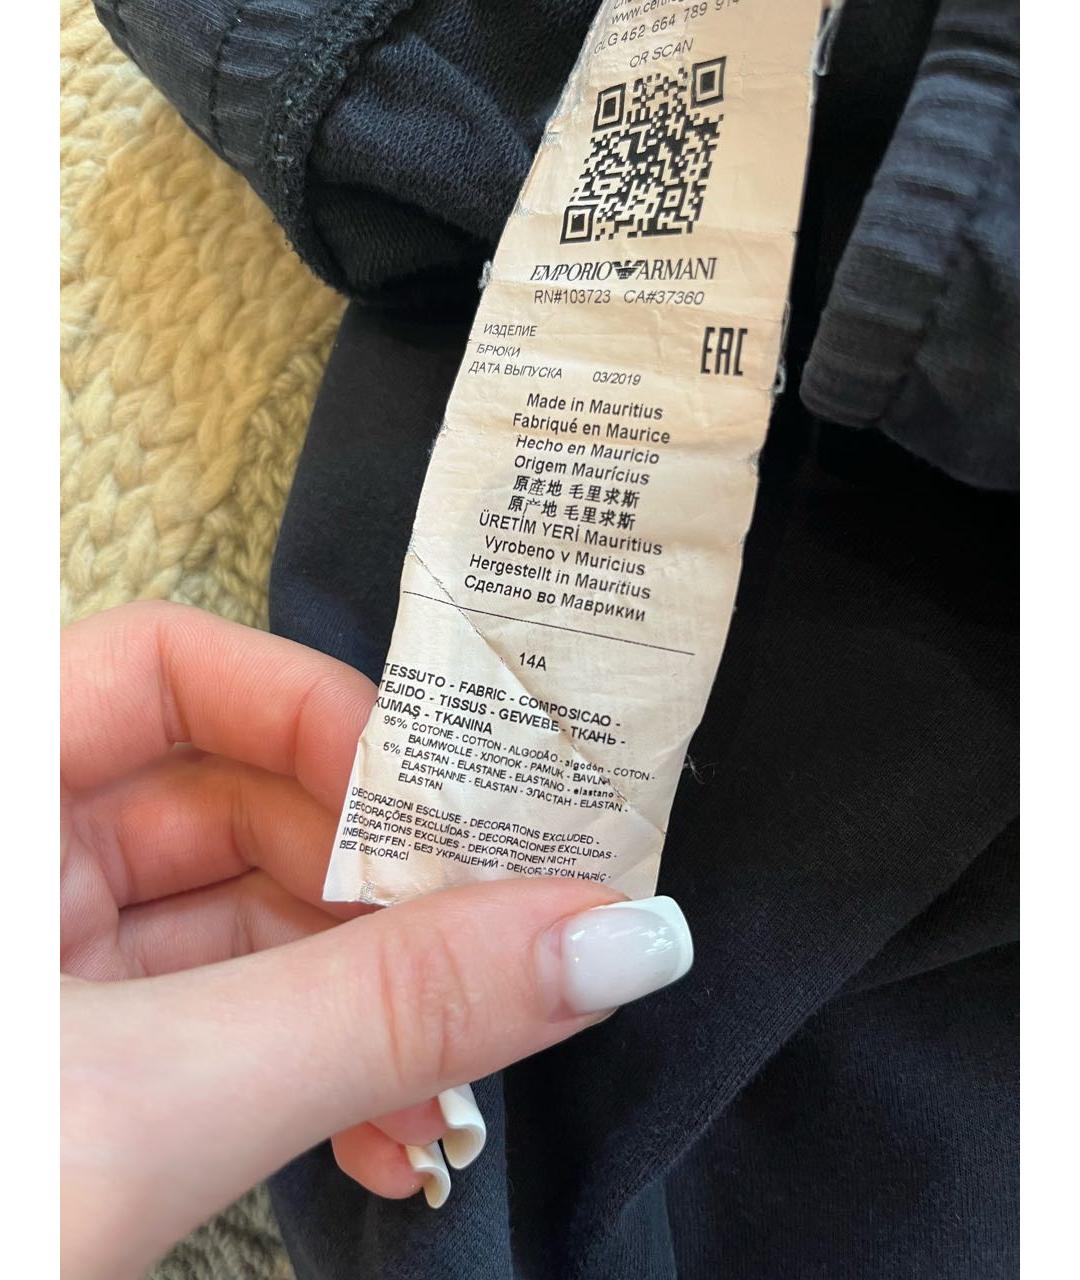 www.certilogo
CLG 462 664 789 914
OR SCAN
EMPORIO ARMANI
RN#103723 CA#37360
ИЗДЕЛИЕ
БРЮКИ
EAC
ДАТА ВЫПУСКА 03/2019
Made in Mauritius
Fabriqué en Maurice
Hecho en Mauricio
Origem Maurícius
原產地 毛里求斯
原产地 毛里求斯
ÜRETİM YERİ Mauritius
Vyrobeno v Muricius
Hergestellt in Mauritius
Сделано во Маврикии
14A
TESSUTO - FABRIC - COMPOSICAO -
TEJIDO - TISSUS - GEWEBE - ТКАНЬ -
KUMAŞ - TKANINA
95% COTONE - COTTON - ALGODÃO - algodón - COTON -
BAUMWOLLE - ХЛОПОК - PAMUK - BAVLNA
5% ELASTAN - ELASTANE - ELASTANO - elastano -
ELASTHANNE - ELASTAN - ЭЛАСТАН - ELASTAN -
ELASTAN
DECORAZIONI ESCLUSE - DECORATIONS EXCLUDED -
DECORAÇÕES EXCLUÍDAS - DECORACIONES EXCLUIDAS -
DÉCORATIONS EXCLUES - DEKORATIONEN NICHT
INBEGRIFFEN - БЕЗ УКРАШЕНИЙ - DEKORASYON HARİÇ -
BEZ DEKORACÍ